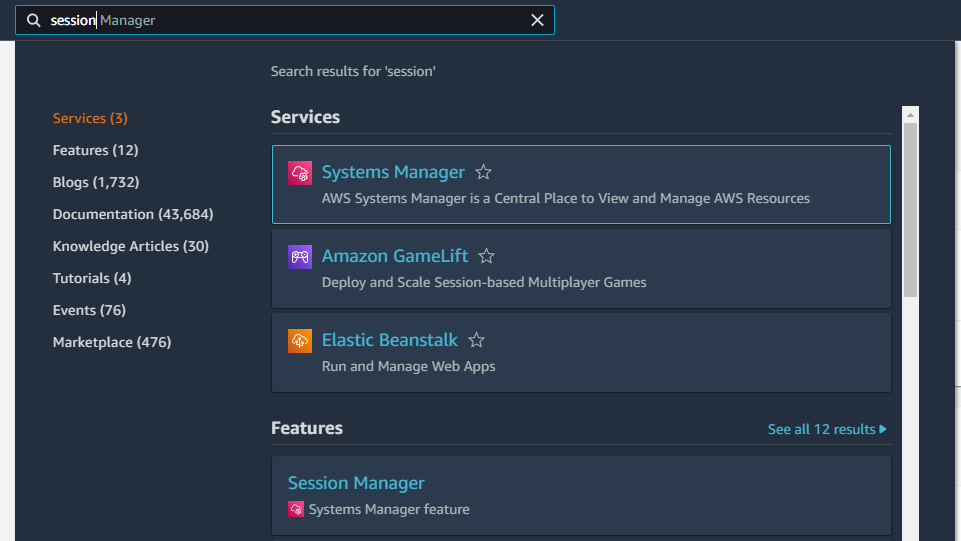 session Manager
Search results for 'session'
Services (3)
Features (12)
Blogs (1,732)
Documentation (43,684)
Knowledge Articles (30)
Tutorials (4)
Events (76)
Marketplace (476)
Services
Systems Manager
AWS Systems Manager is a Central Place to View and Manage AWS Resources
Amazon GameLift
Deploy and Scale Session-based Multiplayer Games
Elastic Beanstalk
Run and Manage Web Apps
Features
See all 12 results
Session Manager
Systems Manager feature